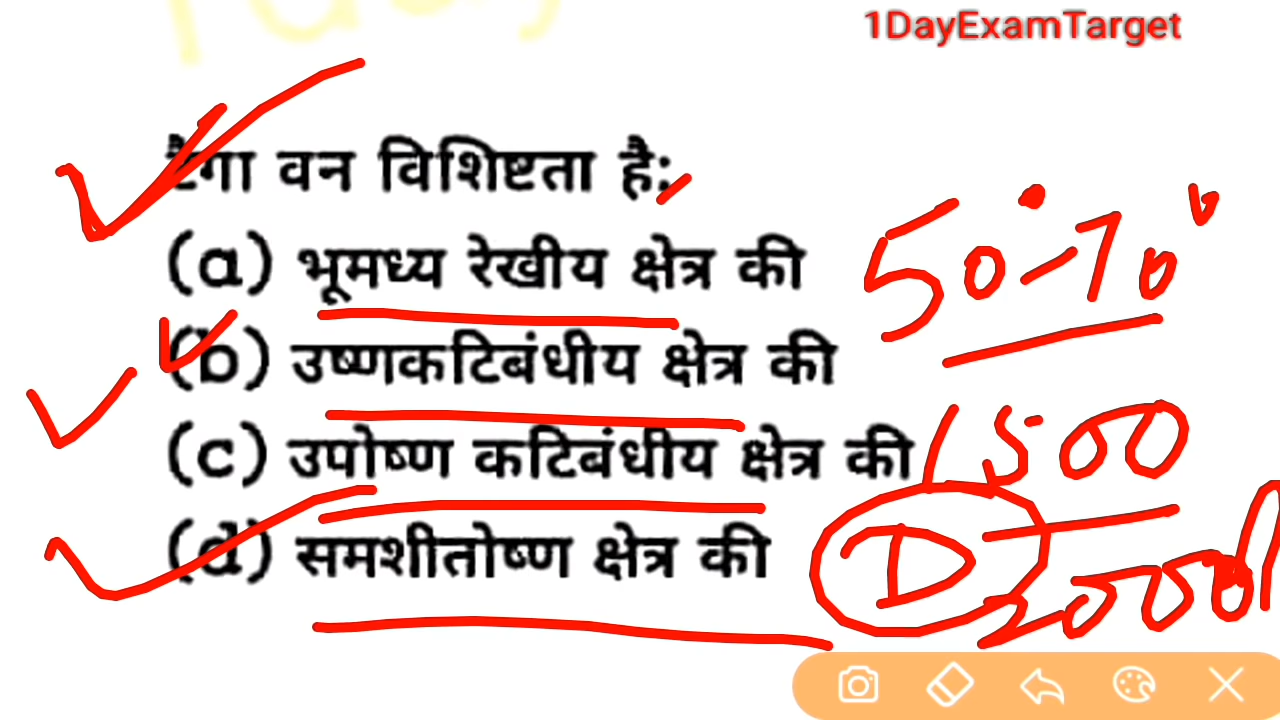 1DayExamTarget
टैगा वन विशिष्टता है:
(a) भूमध्य रेखीय क्षेत्र की
50°-70°
(b) उष्णकटिबंधीय क्षेत्र की
(c) उपोष्ण कटिबंधीय क्षेत्र की
1500
(d) समशीतोष्ण क्षेत्र की
D
2000